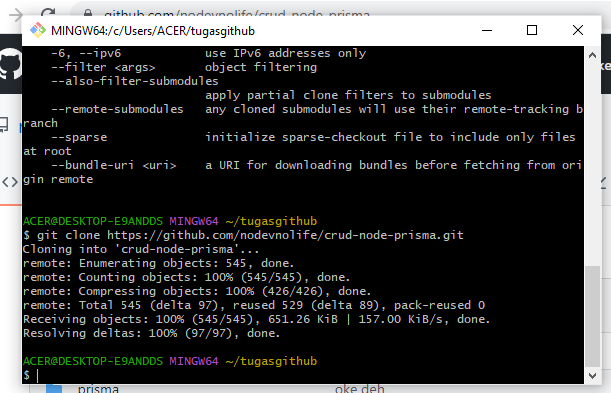 github.com/nodevnolife/crud-node-prisma
MINGW64:/c/Users/ACER/tugasgithub
-6, --ipv6 use IPv6 addresses only
--filter <args> object filtering
--also-filter-submodules
apply partial clone filters to submodules
--remote-submodules any cloned submodules will use their remote-tracking b
ranch
--sparse initialize sparse-checkout file to include only files
at root
--bundle-uri <uri> a URI for downloading bundles before fetching from ori
gin remote
ACER@DESKTOP-E9ANDDS MINGW64 ~/tugasgithub
$ git clone https://github.com/nodevnolife/crud-node-prisma.git
Cloning into 'crud-node-prisma'...
remote: Enumerating objects: 545, done.
remote: Counting objects: 100% (545/545), done.
remote: Compressing objects: 100% (426/426), done.
remote: Total 545 (delta 97), reused 529 (delta 89), pack-reused 0
Receiving objects: 100% (545/545), 651.26 KiB | 157.00 KiB/s, done.
Resolving deltas: 100% (97/97), done.
ACER@DESKTOP-E9ANDDS MINGW64 ~/tugasgithub
$
prisma oke deh